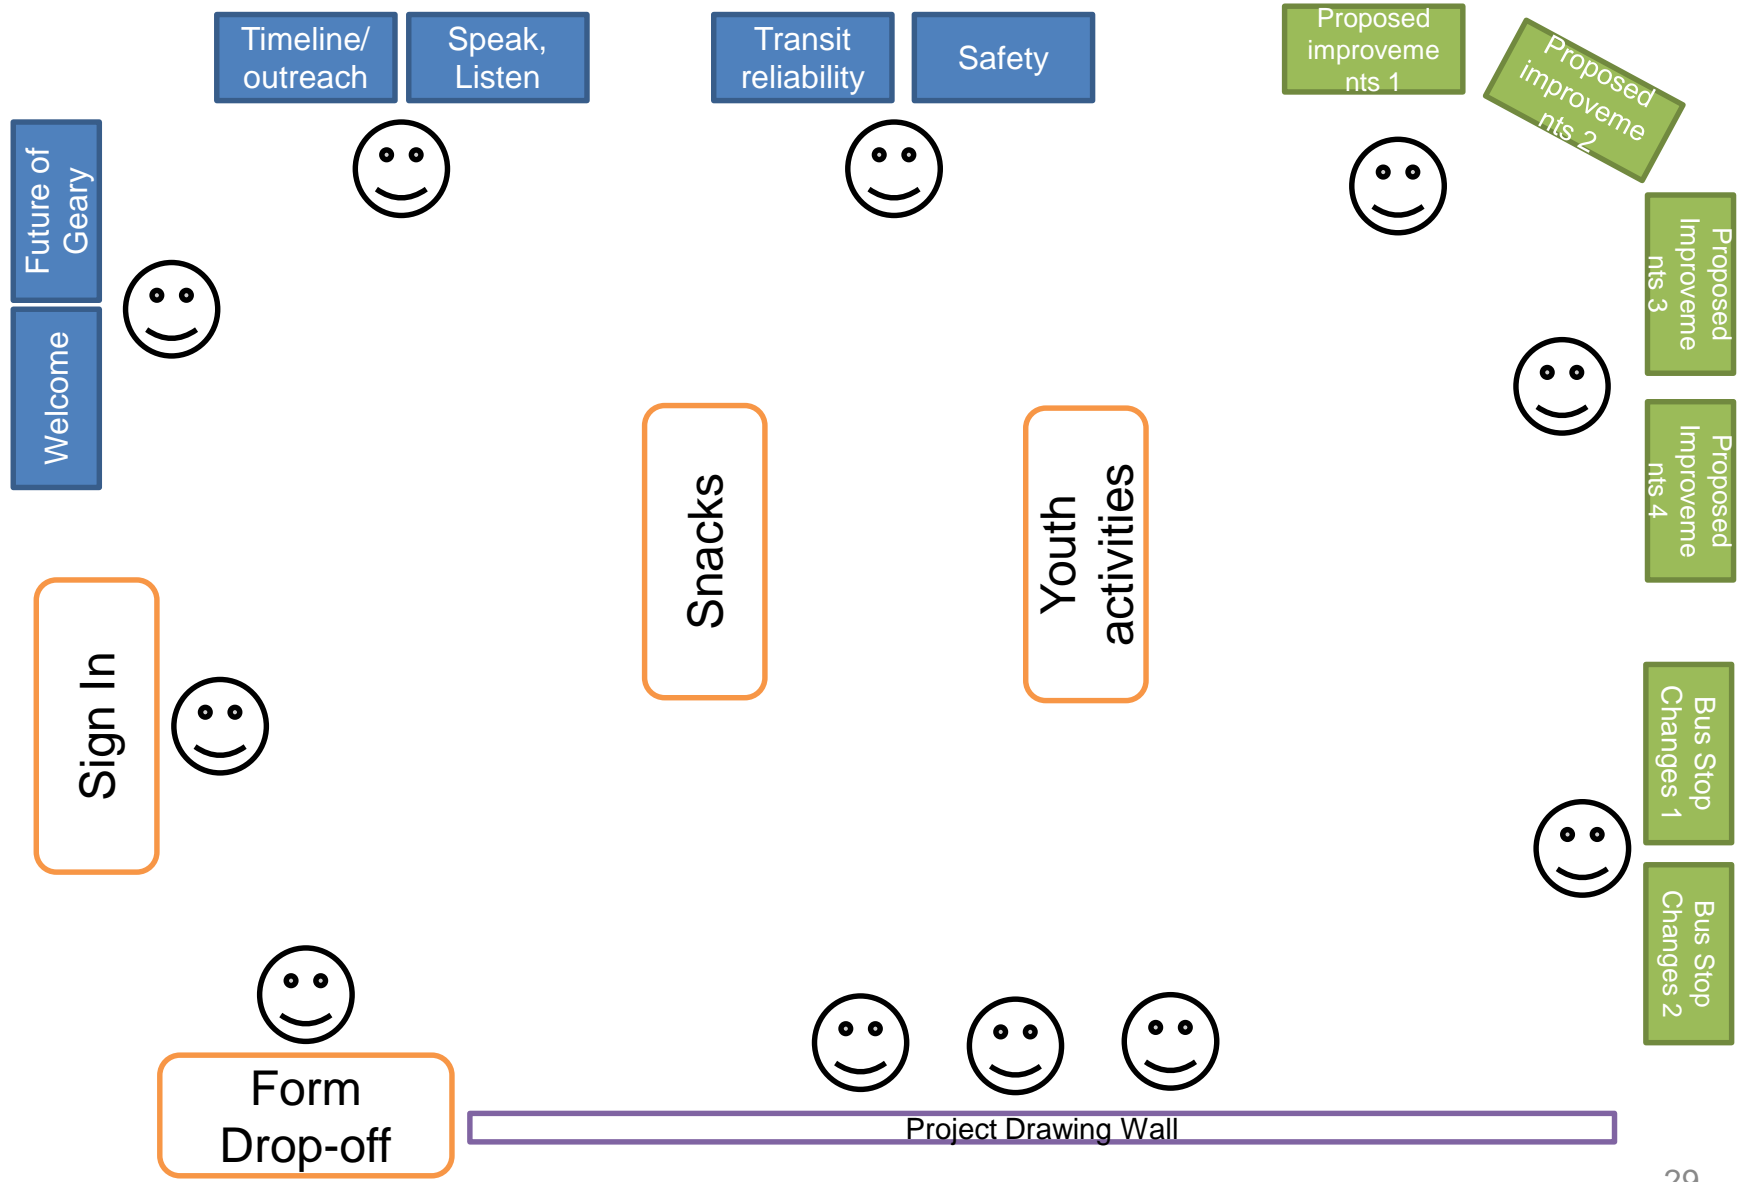 Timeline/
outreach
Speak,
Listen
Transit
reliability
Safety
Proposed
improveme
nts 1
Proposed
improveme
nts 2
Future of
Geary
Welcome
Proposed
Improveme
nts 3
Proposed
Improveme
nts 4
Snacks
Youth
activities
Sign In
Bus Stop
Changes 1
Bus Stop
Changes 2
Form
Drop-off
Project Drawing Wall
29